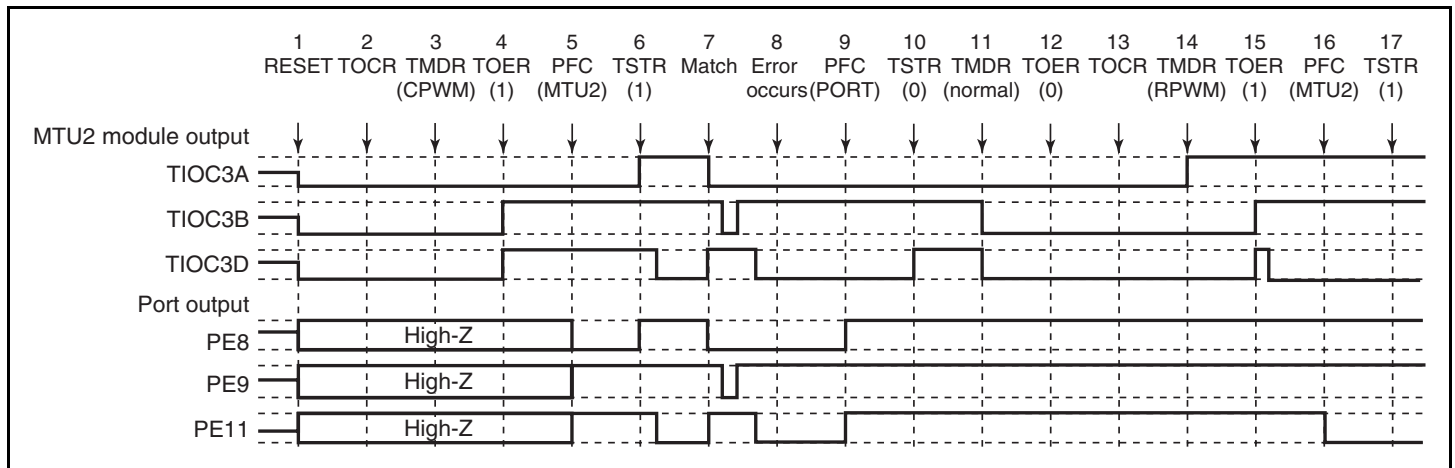 1 2 3 4 5 6 7 8 9 10 11 12 13 14 15 16 17
RESET TOCR TMDR TOER PFC TSTR Match Error PFC TSTR TMDR TOER TOCR TMDR TOER PFC TSTR
(CPWM) (1) (MTU2) (1) occurs (PORT) (0) (normal) (0) (RPWM) (1) (MTU2) (1)
MTU2 module output
TIOC3A
TIOC3B
TIOC3D
Port output
PE8 High-Z
PE9 High-Z
PE11 High-Z